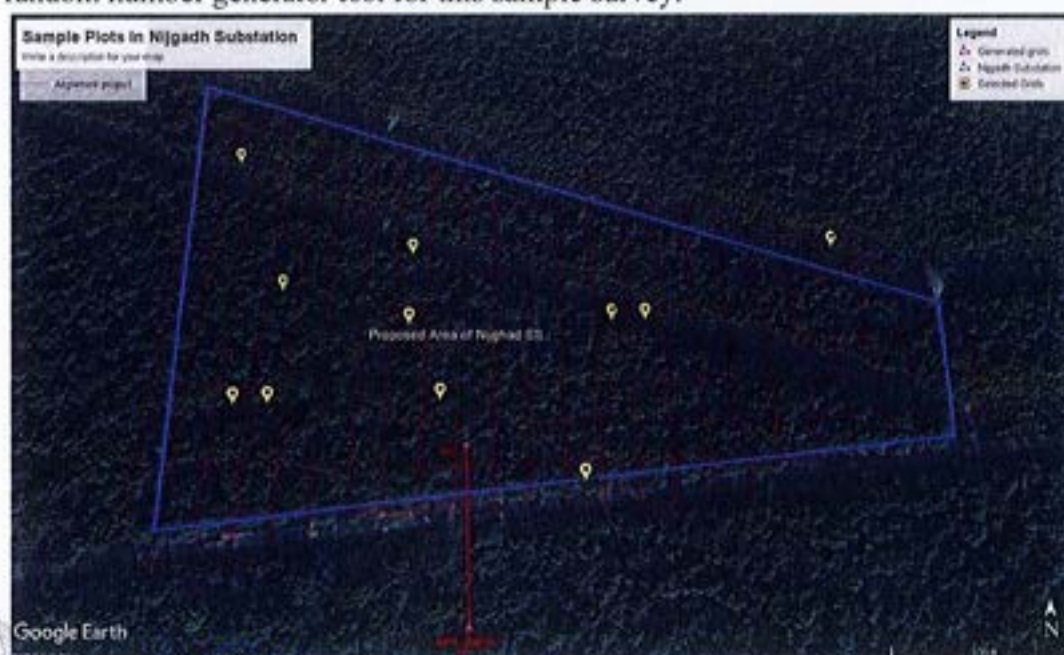 random number generator tool for this sample survey.
Sample Plots in Nijgadh Substation
Write a description for your map.
Legend
Generated grids
Nijgadh Substation
Selected Grids
Proposed Area of Nijghad SS...
Google Earth
N